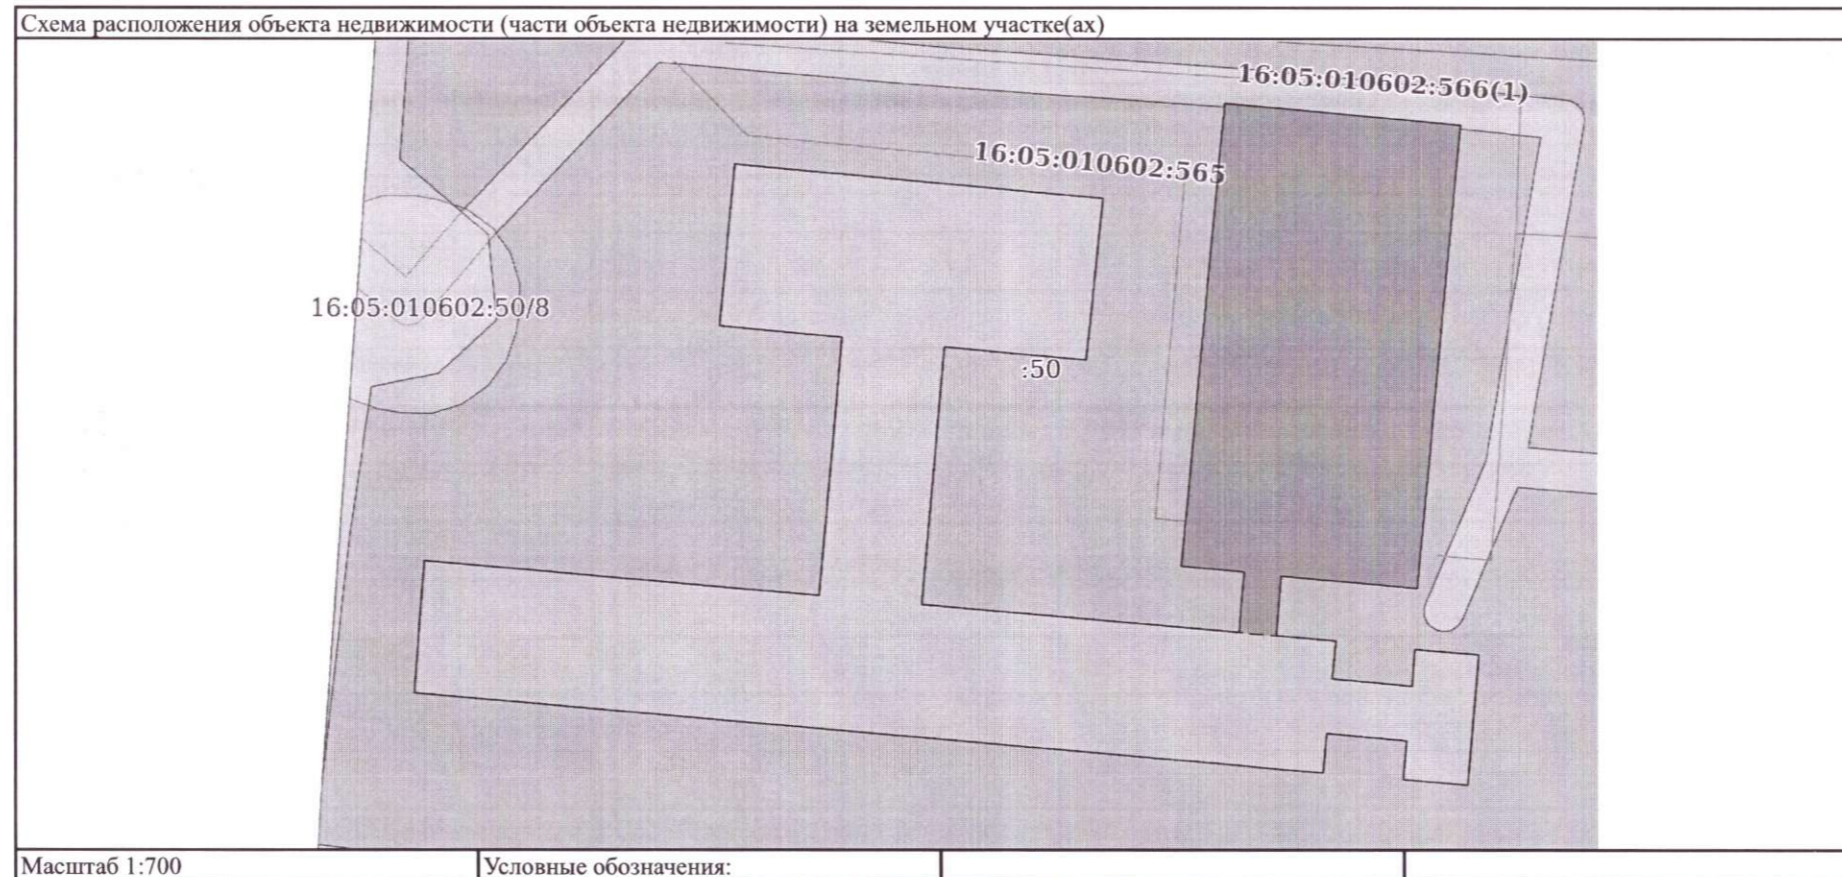 Схема расположения объекта недвижимости (части объекта недвижимости) на земельном участке(ах)
16:05:010602:566(1)
16:05:010602:565
16:05:010602:50/8
:50
Масштаб 1:700
Условные обозначения: